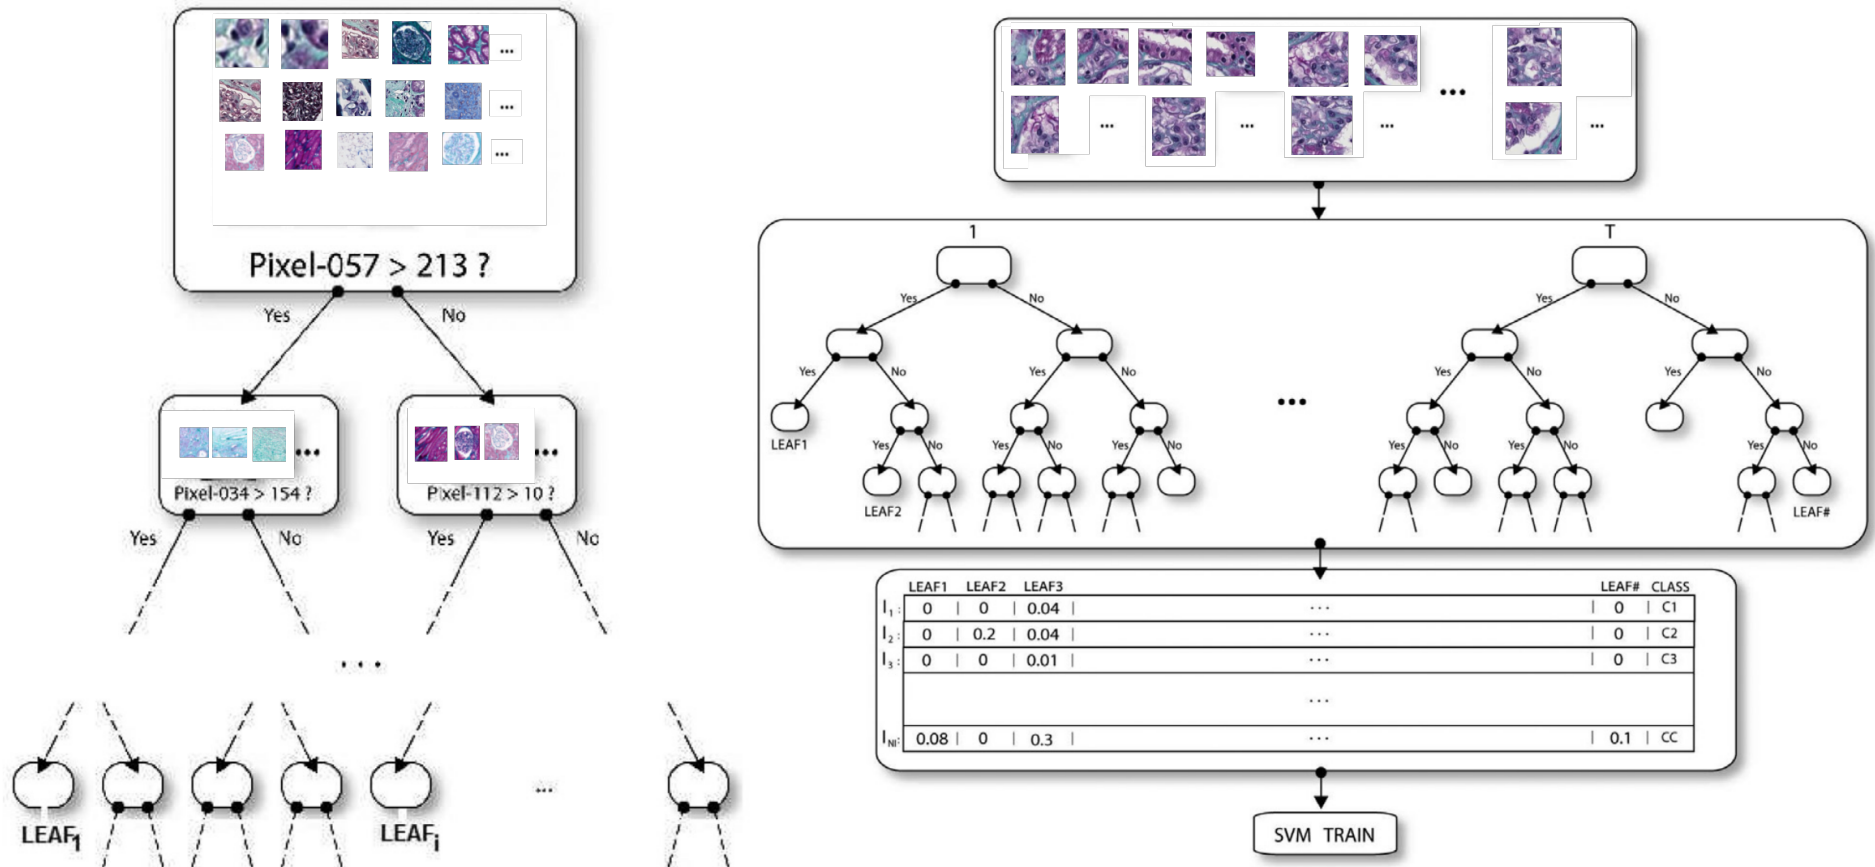 ...
...
...
Pixel-057 > 213 ?
Yes No
...
Pixel-034 > 154 ?
...
Pixel-112 > 10 ?
Yes No Yes No
...
...
LEAF1 LEAFi
...
... ... ... ...
1 T
Yes No Yes No
Yes No Yes No Yes No Yes No
...
LEAF1
Yes No Yes No Yes No Yes No Yes No Yes No
LEAF2 LEAF#
LEAF1 LEAF2 LEAF3 LEAF# CLASS
I1: 0 | 0 | 0.04 | ... | 0 | C1
I2: 0 | 0.2 | 0.04 | ... | 0 | C2
I3: 0 | 0 | 0.01 | ... | 0 | C3
...
INI: 0.08 | 0 | 0.3 | ... | 0.1 | CC
SVM TRAIN